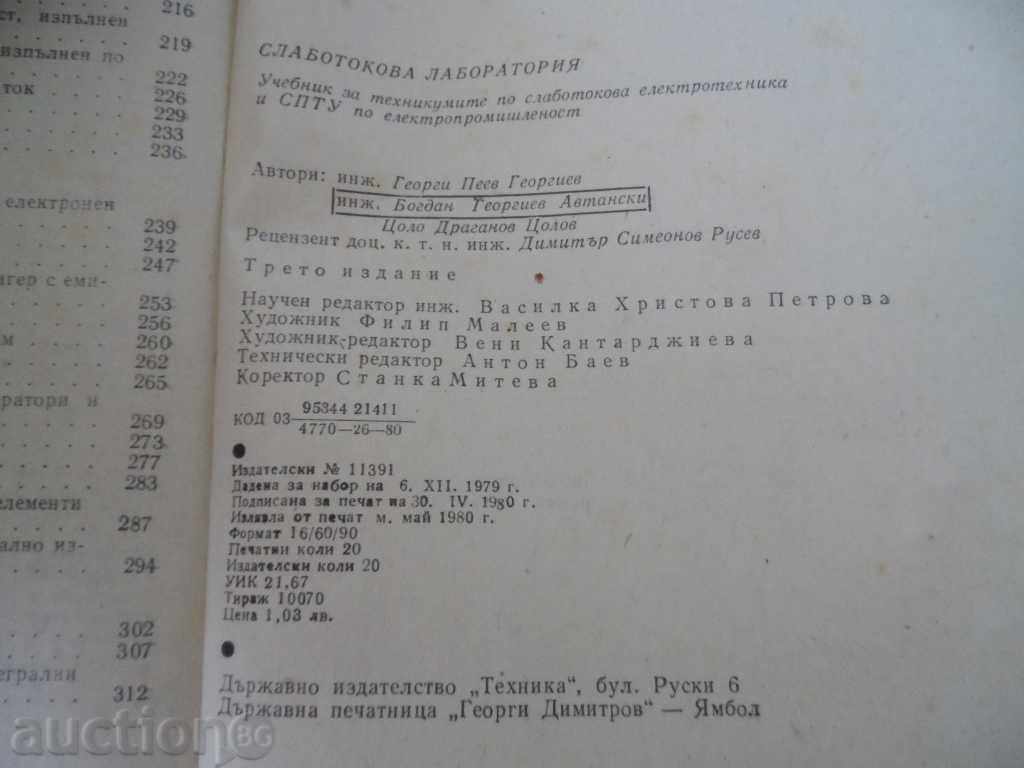 216
ст, изпълнен
219
изпълнен по
222
ток 226
229
233
236
електронен
239
242
247
агер с еми-
253
256
м 260
262
265
ратори и
269
273
277
283
елементи
287
ално из-
294
302
307
тегрални
312
СЛАБОТОКОВА ЛАБОРАТОРИЯ
Учебник за техникумите по слаботокова електротехника
и СПТУ по електропромишленост
Автори: инж. Георги Пеев Георгиев
инж. Богдан Георгиев Автански
Цоло Драганов Цолов
Рецензент доц. к. т. н. инж. Димитър Симеонов Русев
Трето издание
Научен редактор инж. Василка Христова Петрова
Художник Филип Малеев
Художник-редактор Вени Кантарджиева
Технически редактор Антон Баев
Коректор Станка Митева
КОД 03 95344 21411
4770—26—80
Издателски № 11391
Дадена за набор на 6. XII. 1979 г.
Подписана за печат на 30. IV. 1980 г.
Излязла от печат м. май 1980 г.
Формат 16/60/90
Печатни коли 20
Издателски коли 20
УИК 21.67
Тираж 10070
Цена 1,03 лв.
Държавно издателство „Техника“, бул. Руски 6
Държавна печатница „Георги Димитров“ — Ямбол
auction BG